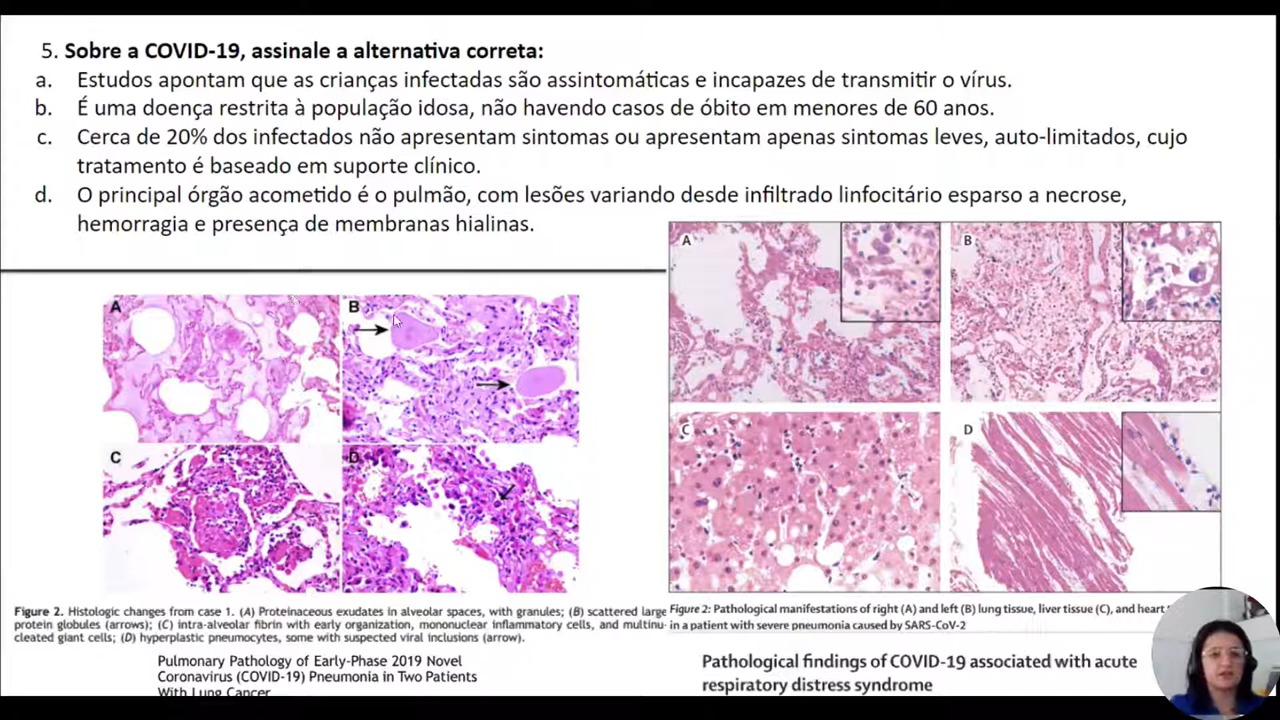 5. Sobre a COVID-19, assinale a alternativa correta:
a. Estudos apontam que as crianças infectadas são assintomáticas e incapazes de transmitir o vírus.
b. É uma doença restrita à população idosa, não havendo casos de óbito em menores de 60 anos.
c. Cerca de 20% dos infectados não apresentam sintomas ou apresentam apenas sintomas leves, auto-limitados, cujo
tratamento é baseado em suporte clínico.
d. O principal órgão acometido é o pulmão, com lesões variando desde infiltrado linfocitário esparso a necrose,
hemorragia e presença de membranas hialinas.
A
B
C
D
Figure 2. Histologic changes from case 1. (A) Proteinaceous exudates in alveolar spaces, with granules; (B) scattered large
protein globules (arrows); (C) intra-alveolar fibrin with early organization, mononuclear inflammatory cells, and multinu-
cleated giant cells; (D) hyperplastic pneumocytes, some with suspected viral inclusions (arrow).
Pulmonary Pathology of Early-Phase 2019 Novel
Coronavirus (COVID-19) Pneumonia in Two Patients
With Lung Cancer
A
B
C
D
Figure 2: Pathological manifestations of right (A) and left (B) lung tissue, liver tissue (C), and heart
in a patient with severe pneumonia caused by SARS-CoV-2
Pathological findings of COVID-19 associated with acute
respiratory distress syndrome